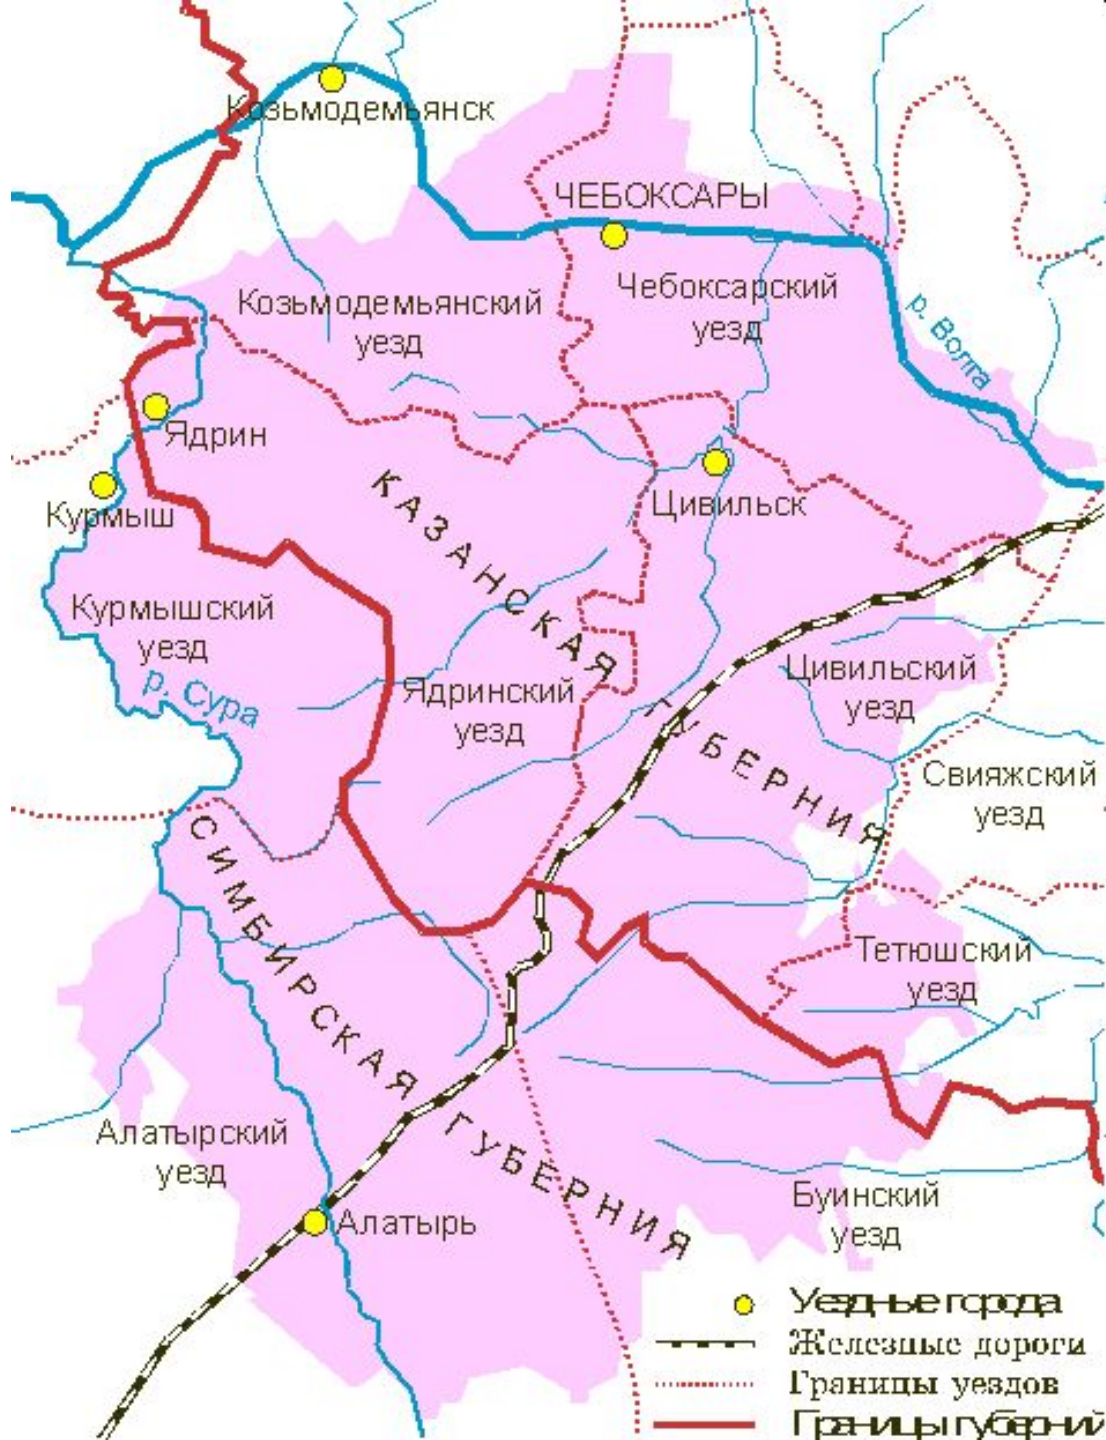 Козьмодемьянск
ЧЕБОКСАРЫ
Козьмодемьянский
уезд
Чебоксарский
уезд
р. Волга
Ядрин
Курмыш
Цивильск
КАЗАНСКАЯ ГУБЕРНИЯ
Курмышский
уезд
р. Сура
Ядринский
уезд
Цивильский
уезд
Свияжский
уезд
СИМБИРСКАЯ ГУБЕРНИЯ
Тетюшский
уезд
Алатырский
уезд
Алатырь
Буинский
уезд
Уездные города
Железные дороги
Границы уездов
Границы губерний